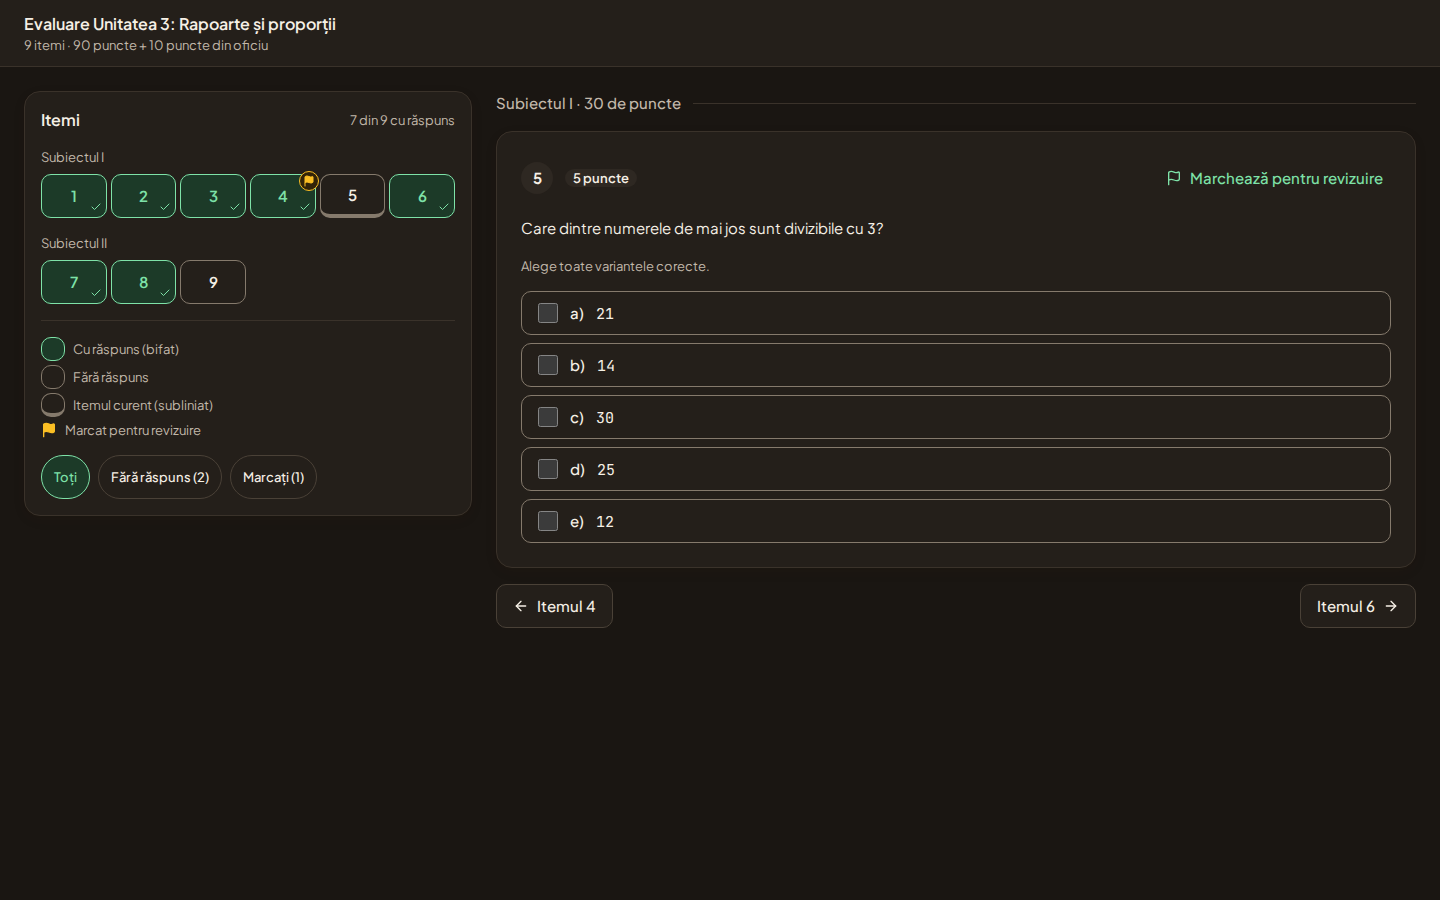 Evaluare Unitatea 3: Rapoarte și proporții
9 itemi · 90 puncte + 10 puncte din oficiu
Itemi
7 din 9 cu răspuns
Subiectul I
1
2
3
4
5
6
Subiectul II
7
8
9
Cu răspuns (bifat)
Fără răspuns
Itemul curent (subliniat)
Marcat pentru revizuire
Toți
Fără răspuns (2)
Marcați (1)
Subiectul I · 30 de puncte
5
5 puncte
Marchează pentru revizuire
Care dintre numerele de mai jos sunt divizibile cu 3?
Alege toate variantele corecte.
a) 21
b) 14
c) 30
d) 25
e) 12
Itemul 4
Itemul 6